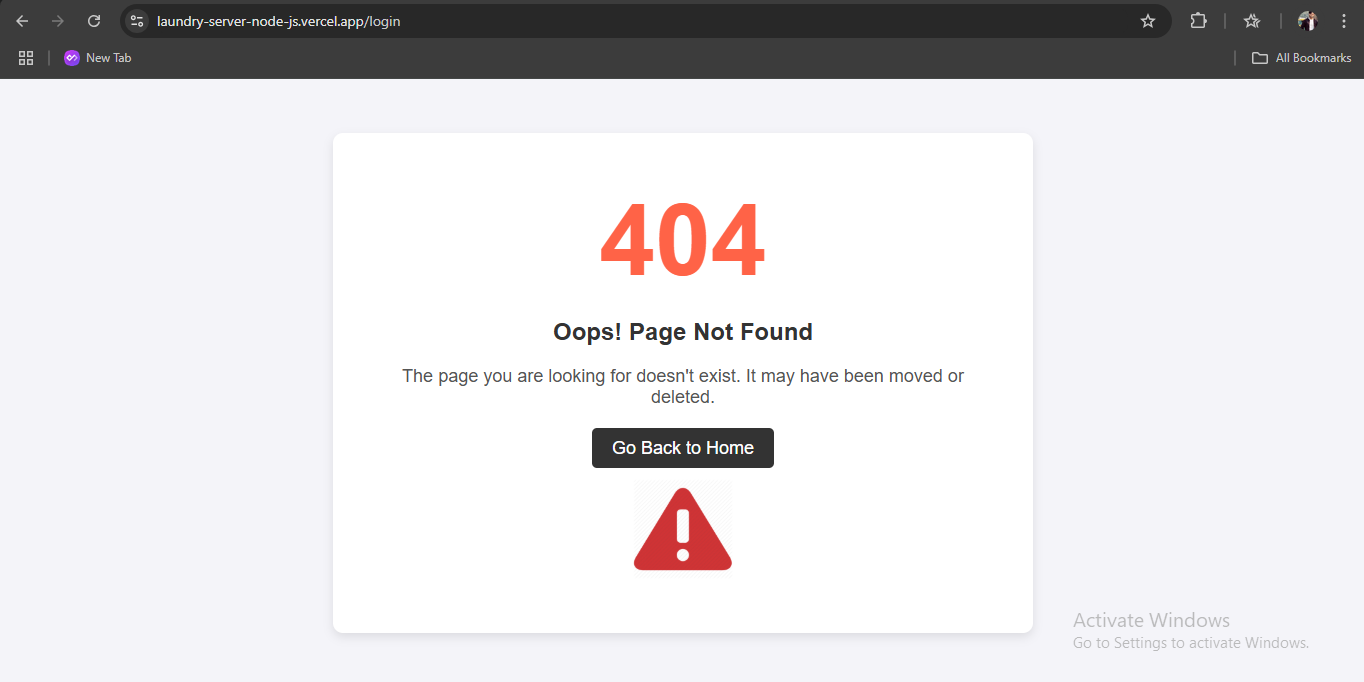 laundry-server-node-js.vercel.app/login
New Tab
All Bookmarks
404
Oops! Page Not Found
The page you are looking for doesn't exist. It may have been moved or
deleted.
Go Back to Home
Activate Windows
Go to Settings to activate Windows.